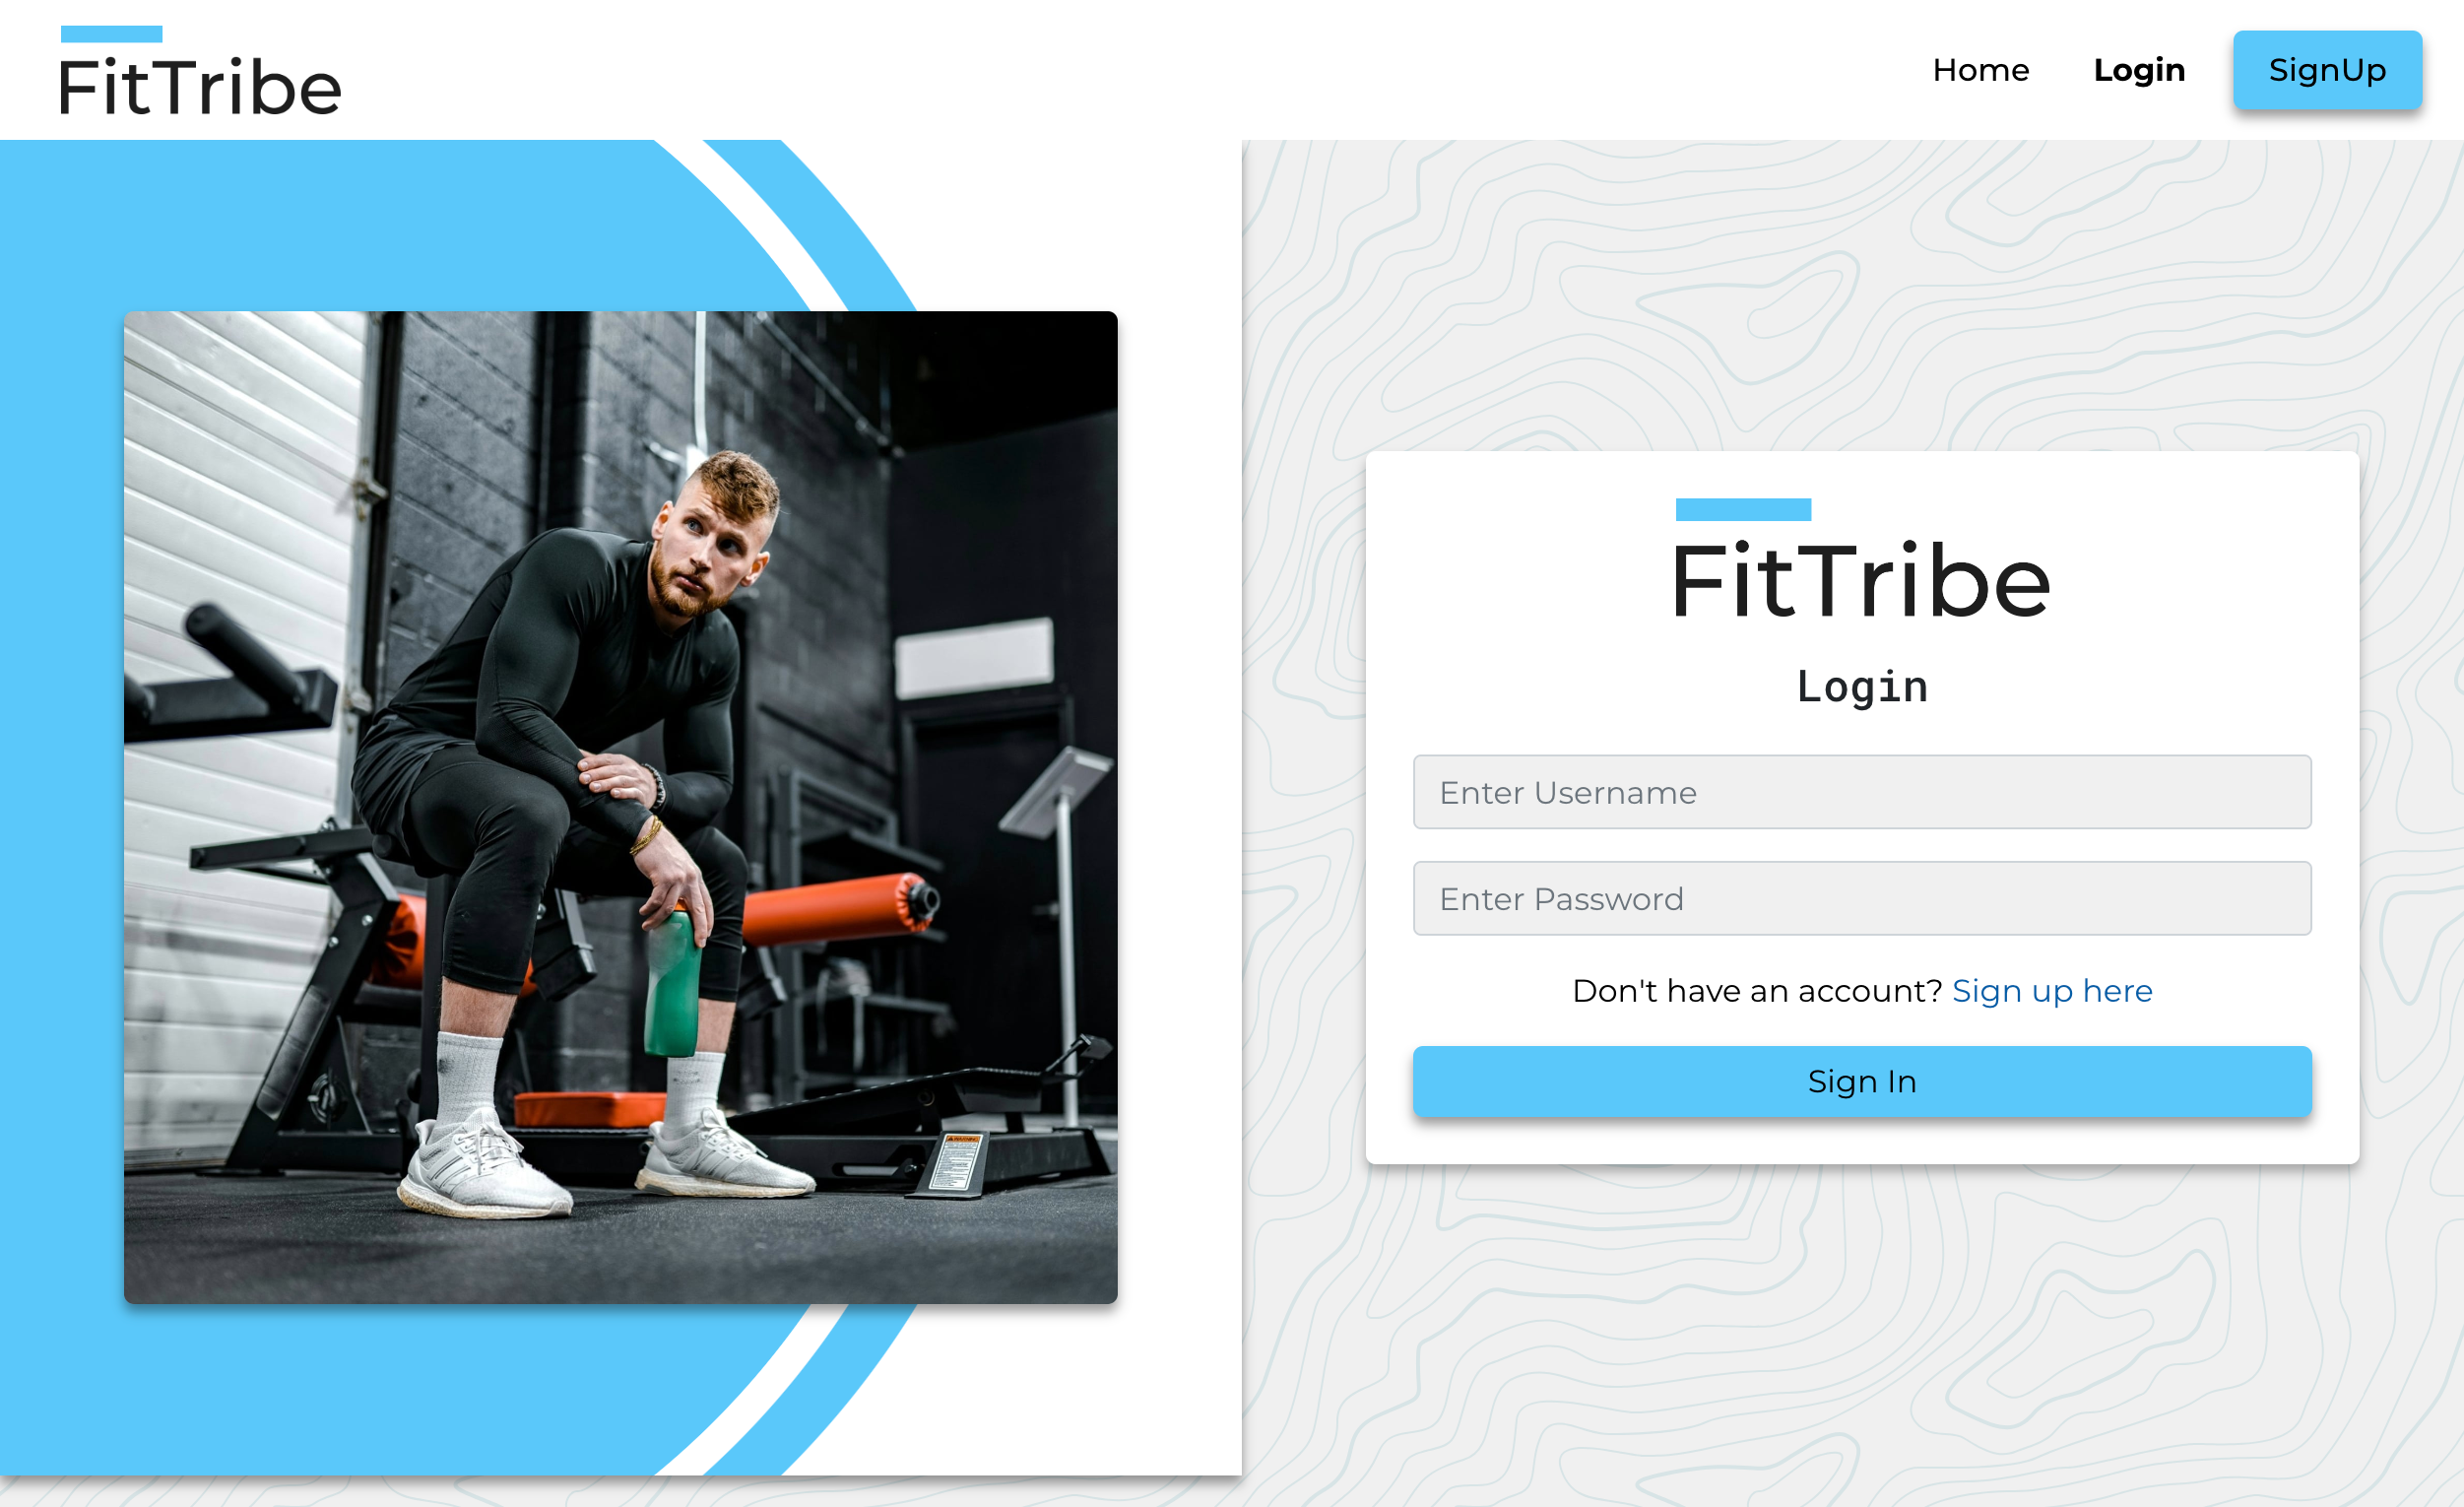 FitTribe
Home Login SignUp
FitTribe
Login
Enter Username
Enter Password
Don't have an account? Sign up here
Sign In